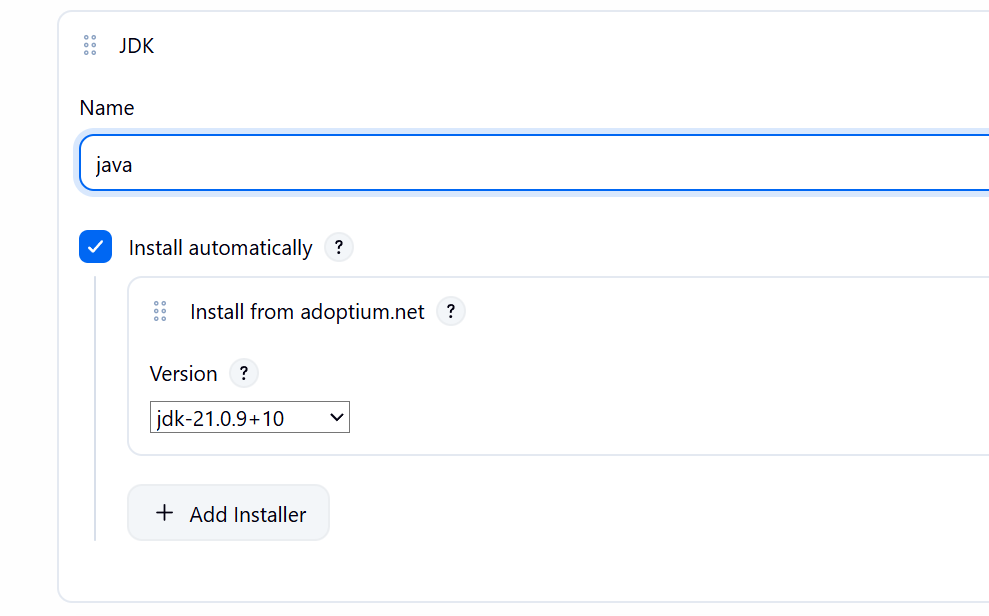 JDK
Name
java
Install automatically ?
Install from adoptium.net ?
Version ?
jdk-21.0.9+10
+ Add Installer